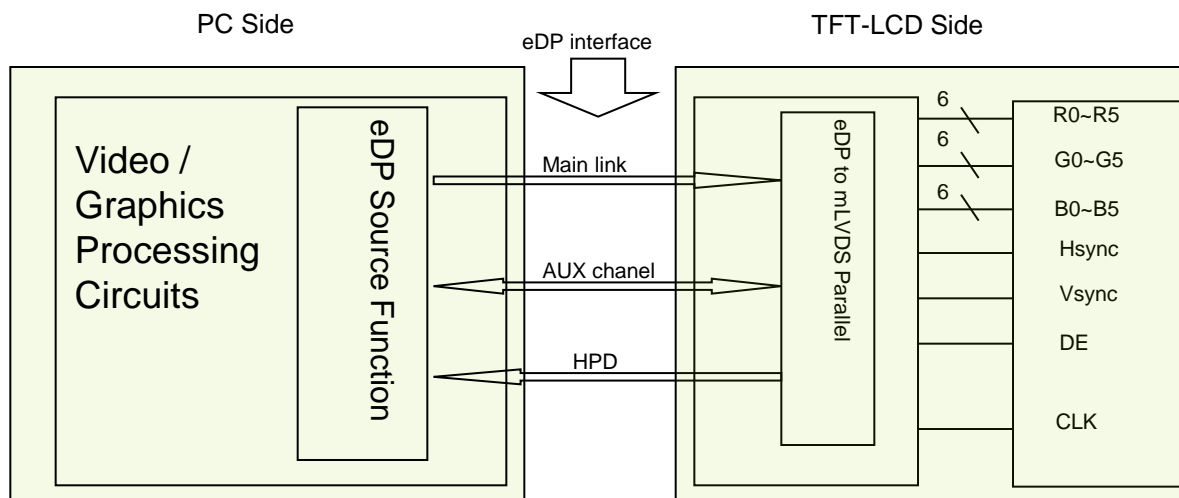 PC Side
eDP interface
TFT-LCD Side
Video /
Graphics
Processing
Circuits
eDP Source Function
Main link
AUX chanel
HPD
eDP to mLVDS Parallel
6
R0~R5
6
G0~G5
6
B0~B5
Hsync
Vsync
DE
CLK